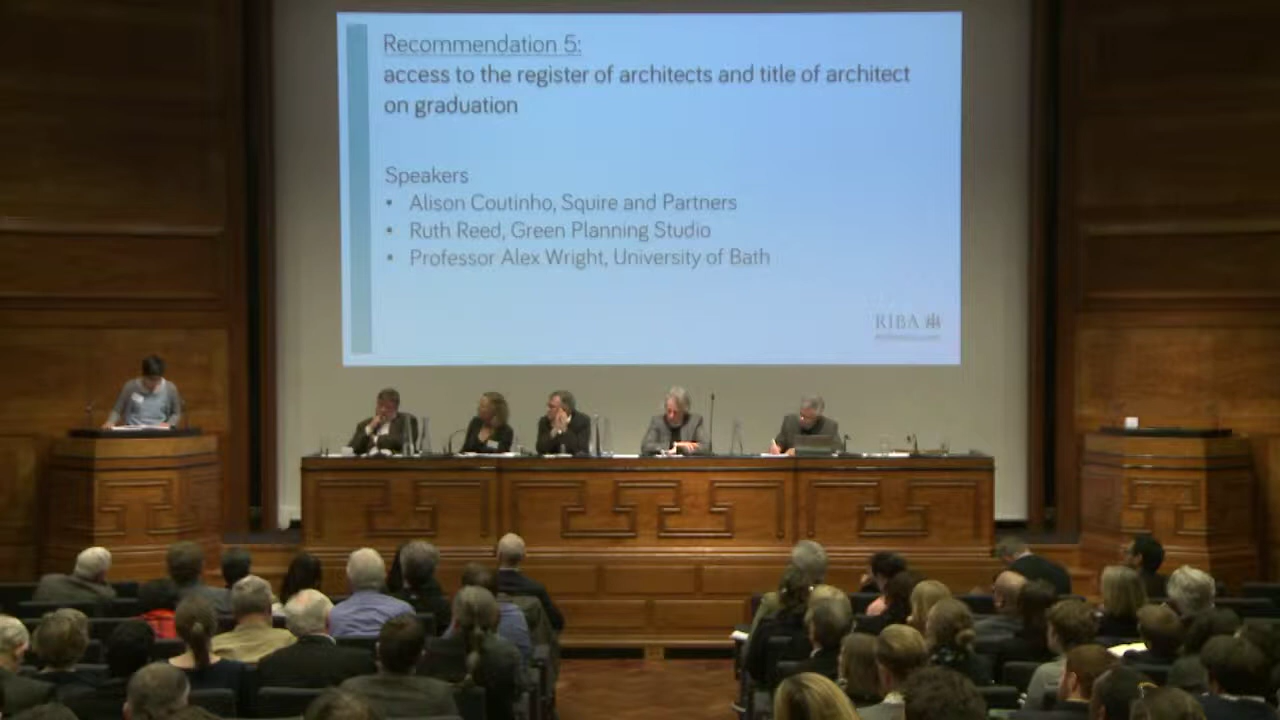 Recommendation 5:
access to the register of architects and title of architect
on graduation
Speakers
• Alison Coutinho, Squire and Partners
• Ruth Reed, Green Planning Studio
• Professor Alex Wright, University of Bath
RIBA